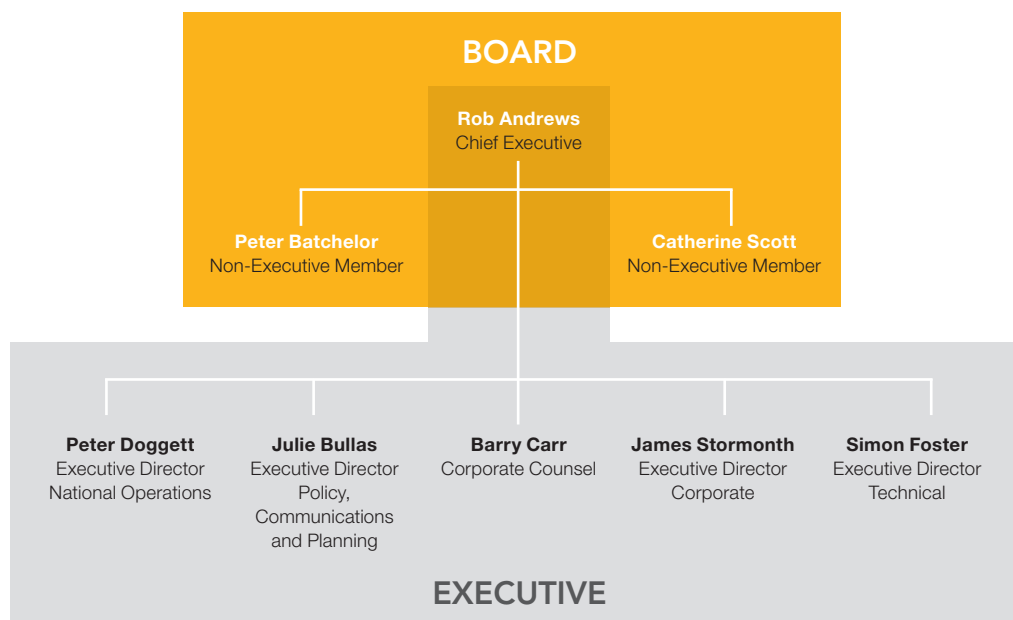 BOARD
Rob Andrews
Chief Executive
Peter Batchelor
Non-Executive Member
Catherine Scott
Non-Executive Member
Peter Doggett
Executive Director
National Operations
Julie Bullas
Executive Director
Policy,
Communications
and Planning
Barry Carr
Corporate Counsel
James Stormonth
Executive Director
Corporate
Simon Foster
Executive Director
Technical
EXECUTIVE